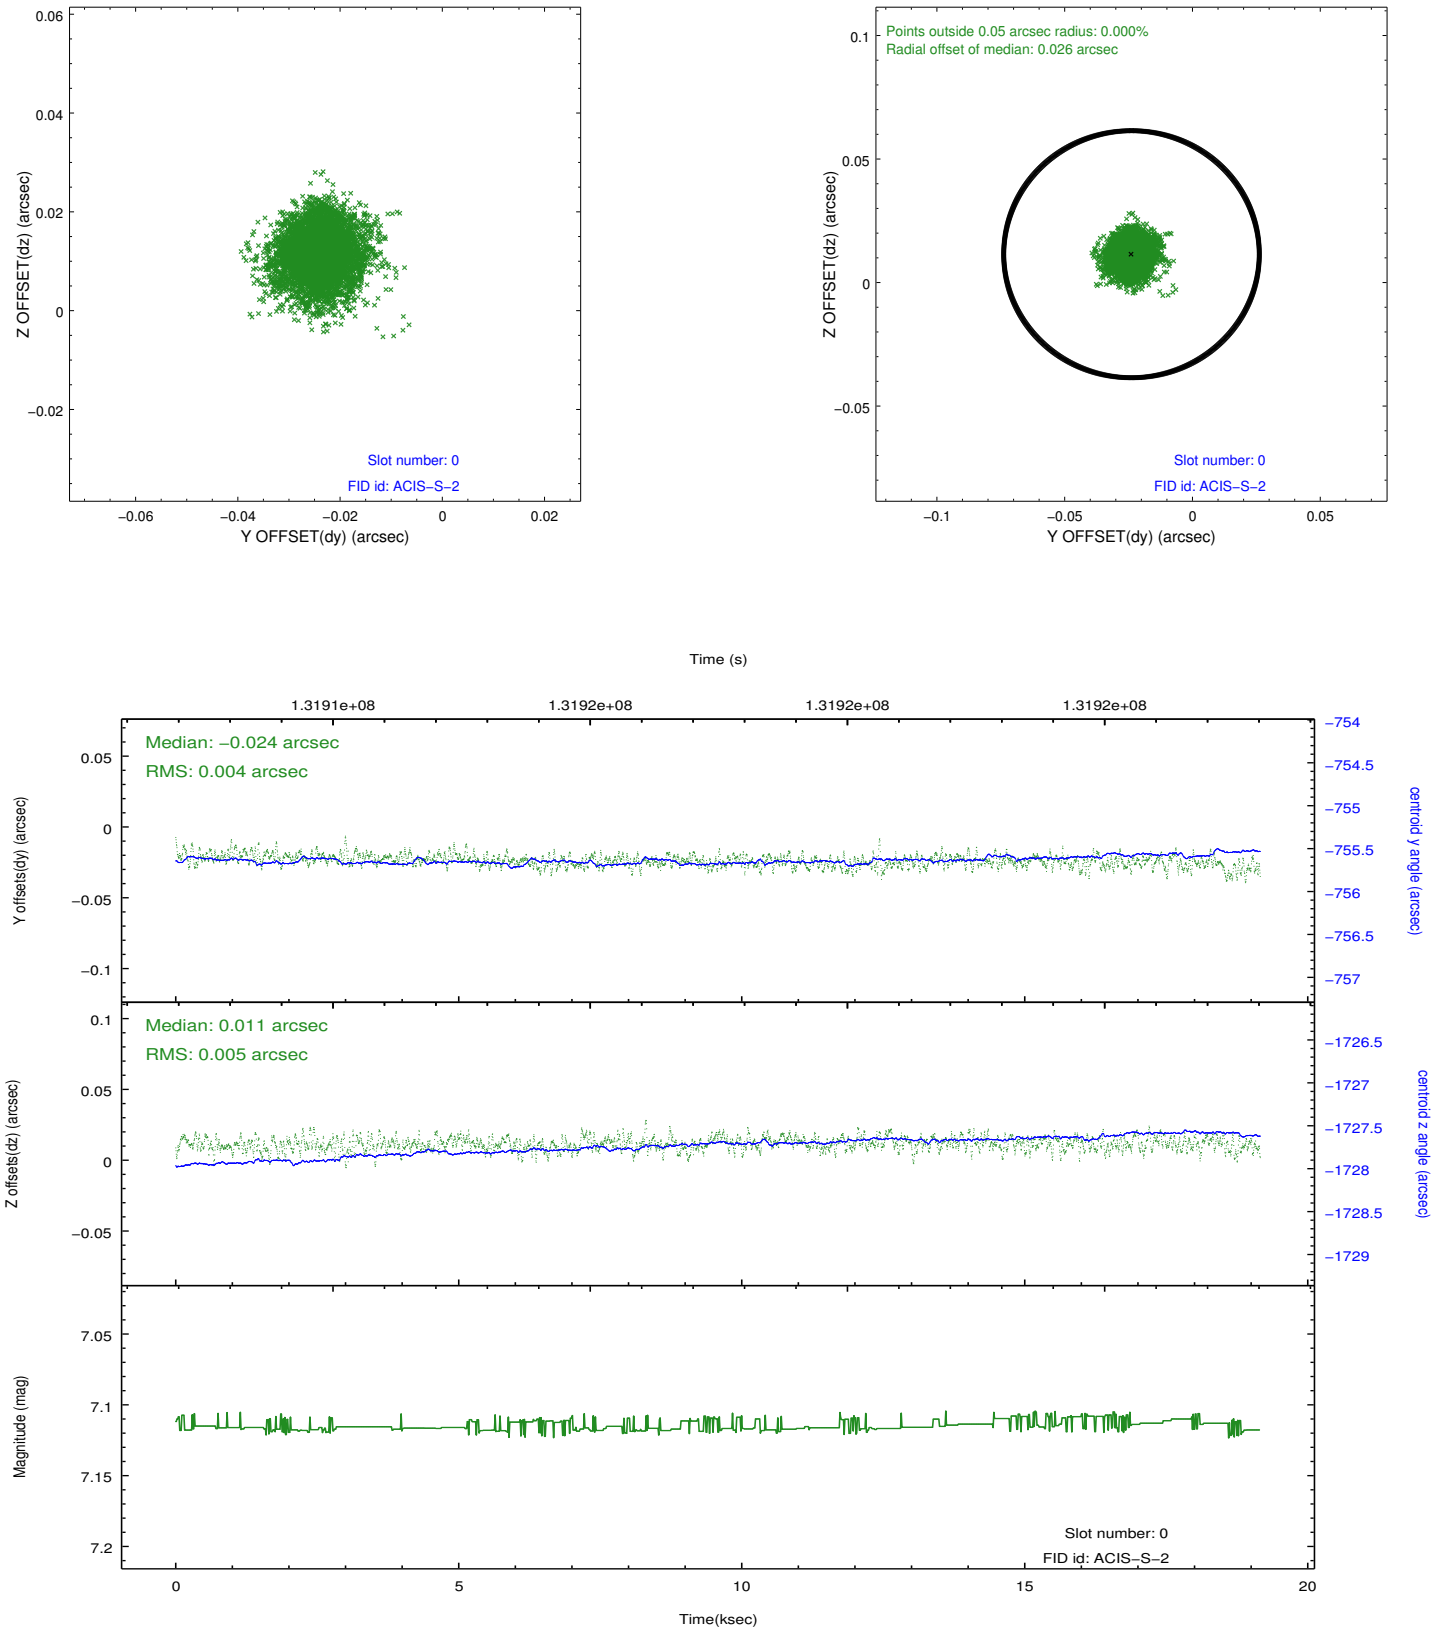 0.06
0.04
0.02
0
−0.02
Z OFFSET(dz) (arcsec)
Slot number: 0
FID id: ACIS−S−2
−0.06 −0.04 −0.02 0 0.02
Y OFFSET(dy) (arcsec)
Points outside 0.05 arcsec radius: 0.000%
Radial offset of median: 0.026 arcsec
0.1
0.05
0
−0.05
Z OFFSET(dz) (arcsec)
Slot number: 0
FID id: ACIS−S−2
−0.1 −0.05 0 0.05
Y OFFSET(dy) (arcsec)
Time (s)
1.3191e+08 1.3192e+08 1.3192e+08 1.3192e+08
Median: −0.024 arcsec
RMS: 0.004 arcsec
0.05
0
−0.05
−0.1
Y offsets(dy) (arcsec)
−754
−754.5
−755
−755.5
−756
−756.5
−757
centroid y angle (arcsec)
Median: 0.011 arcsec
RMS: 0.005 arcsec
0.1
0.05
0
−0.05
Z offsets(dz) (arcsec)
−1726.5
−1727
−1727.5
−1728
−1728.5
−1729
centroid z angle (arcsec)
7.05
7.1
7.15
7.2
Magnitude (mag)
Slot number: 0
FID id: ACIS−S−2
0 5 10 15 20
Time(ksec)